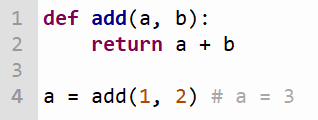 1 def add(a, b):
2     return a + b
3
4 a = add(1, 2) # a = 3